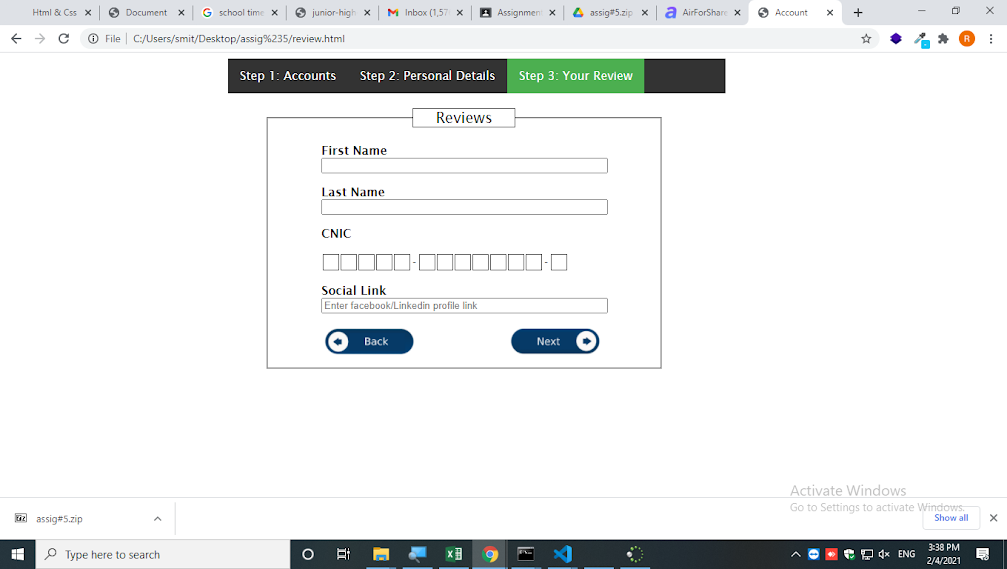 Html & Css
Document
school time
junior-high
Inbox (1,57
Assignment
assig#5.zip
AirForShare
Account
File
C:/Users/smit/Desktop/assig%235/review.html
R
Step 1: Accounts
Step 2: Personal Details
Step 3: Your Review
Reviews
First Name
Last Name
CNIC
- -
Social Link
Enter facebook/Linkedin profile link
Back
Next
Activate Windows
Go to Settings to activate Windows.
assig#5.zip
Show all
Type here to search
ENG
3:38 PM
2/4/2021